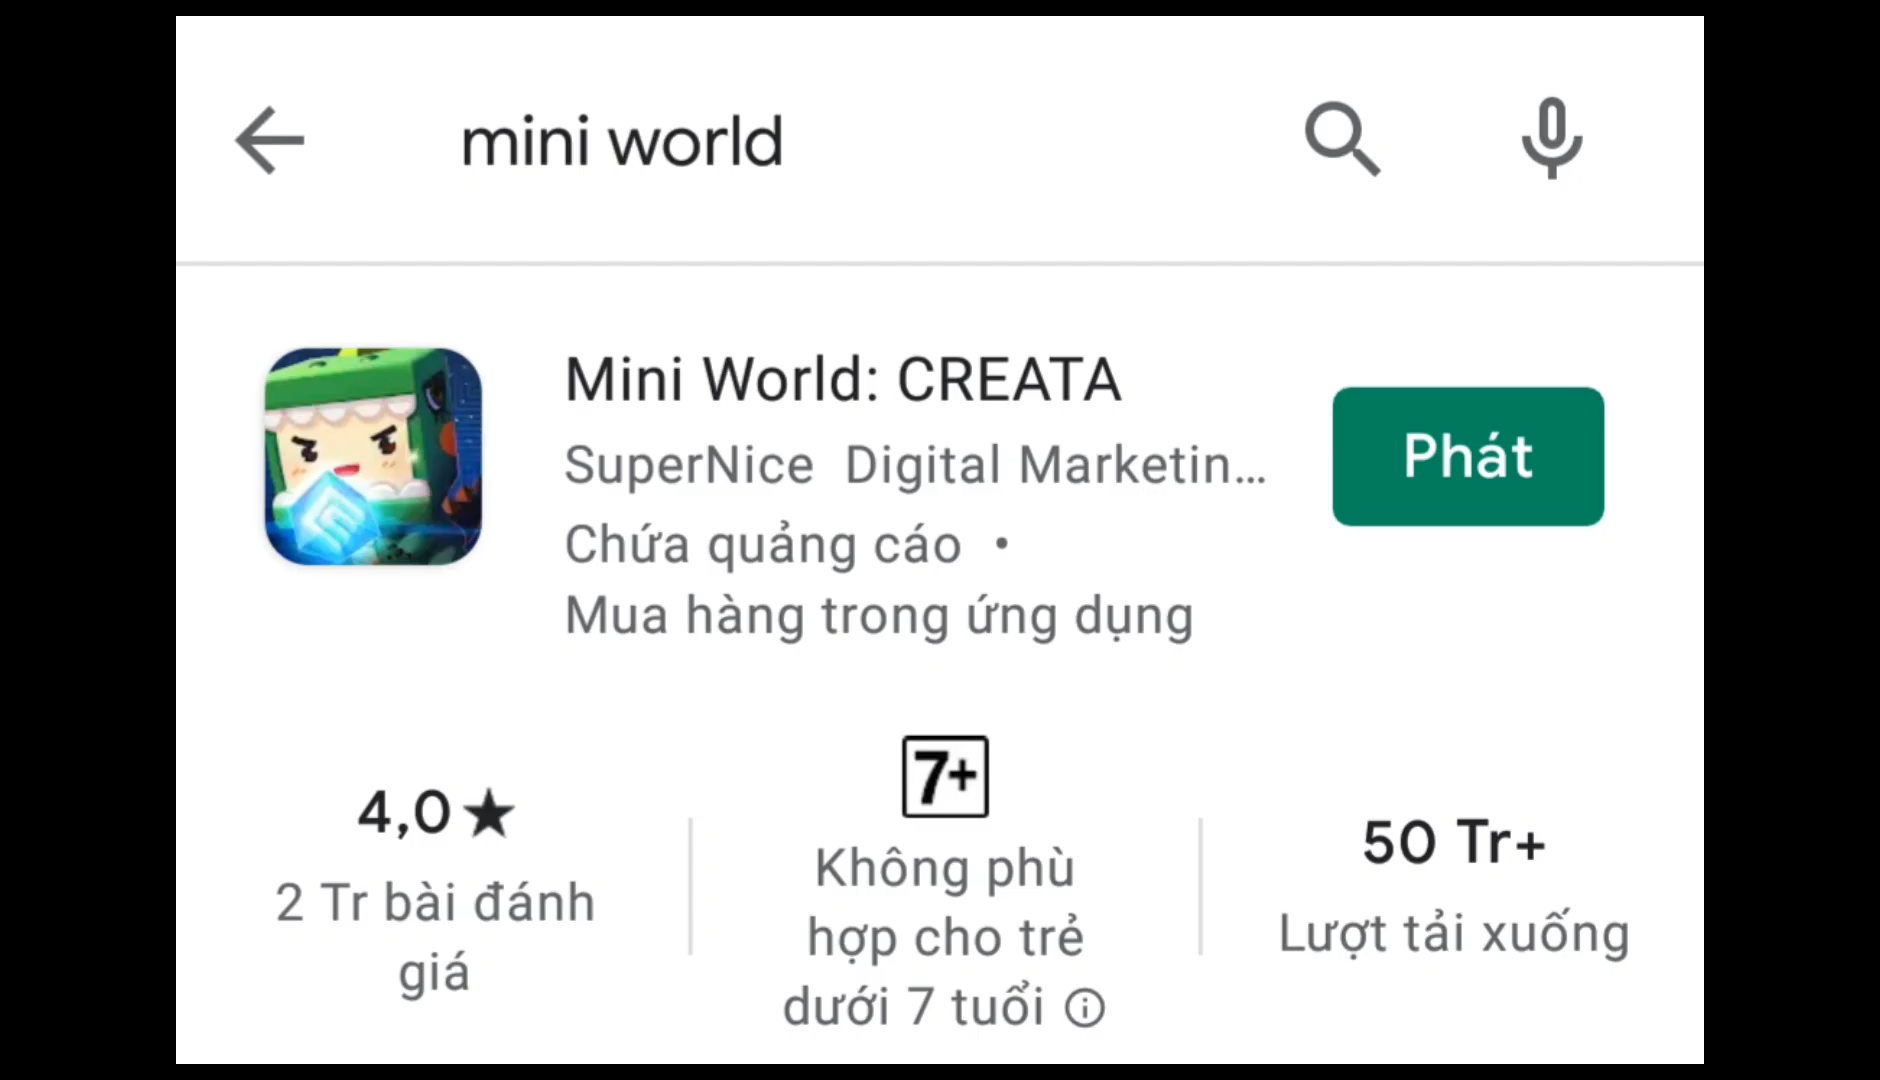 mini world
Mini World: CREATA
SuperNice Digital Marketin...
Chứa quảng cáo •
Mua hàng trong ứng dụng
Phát
4,0★
2 Tr bài đánh
giá
7+
Không phù
hợp cho trẻ
dưới 7 tuổi
50 Tr+
Lượt tải xuống